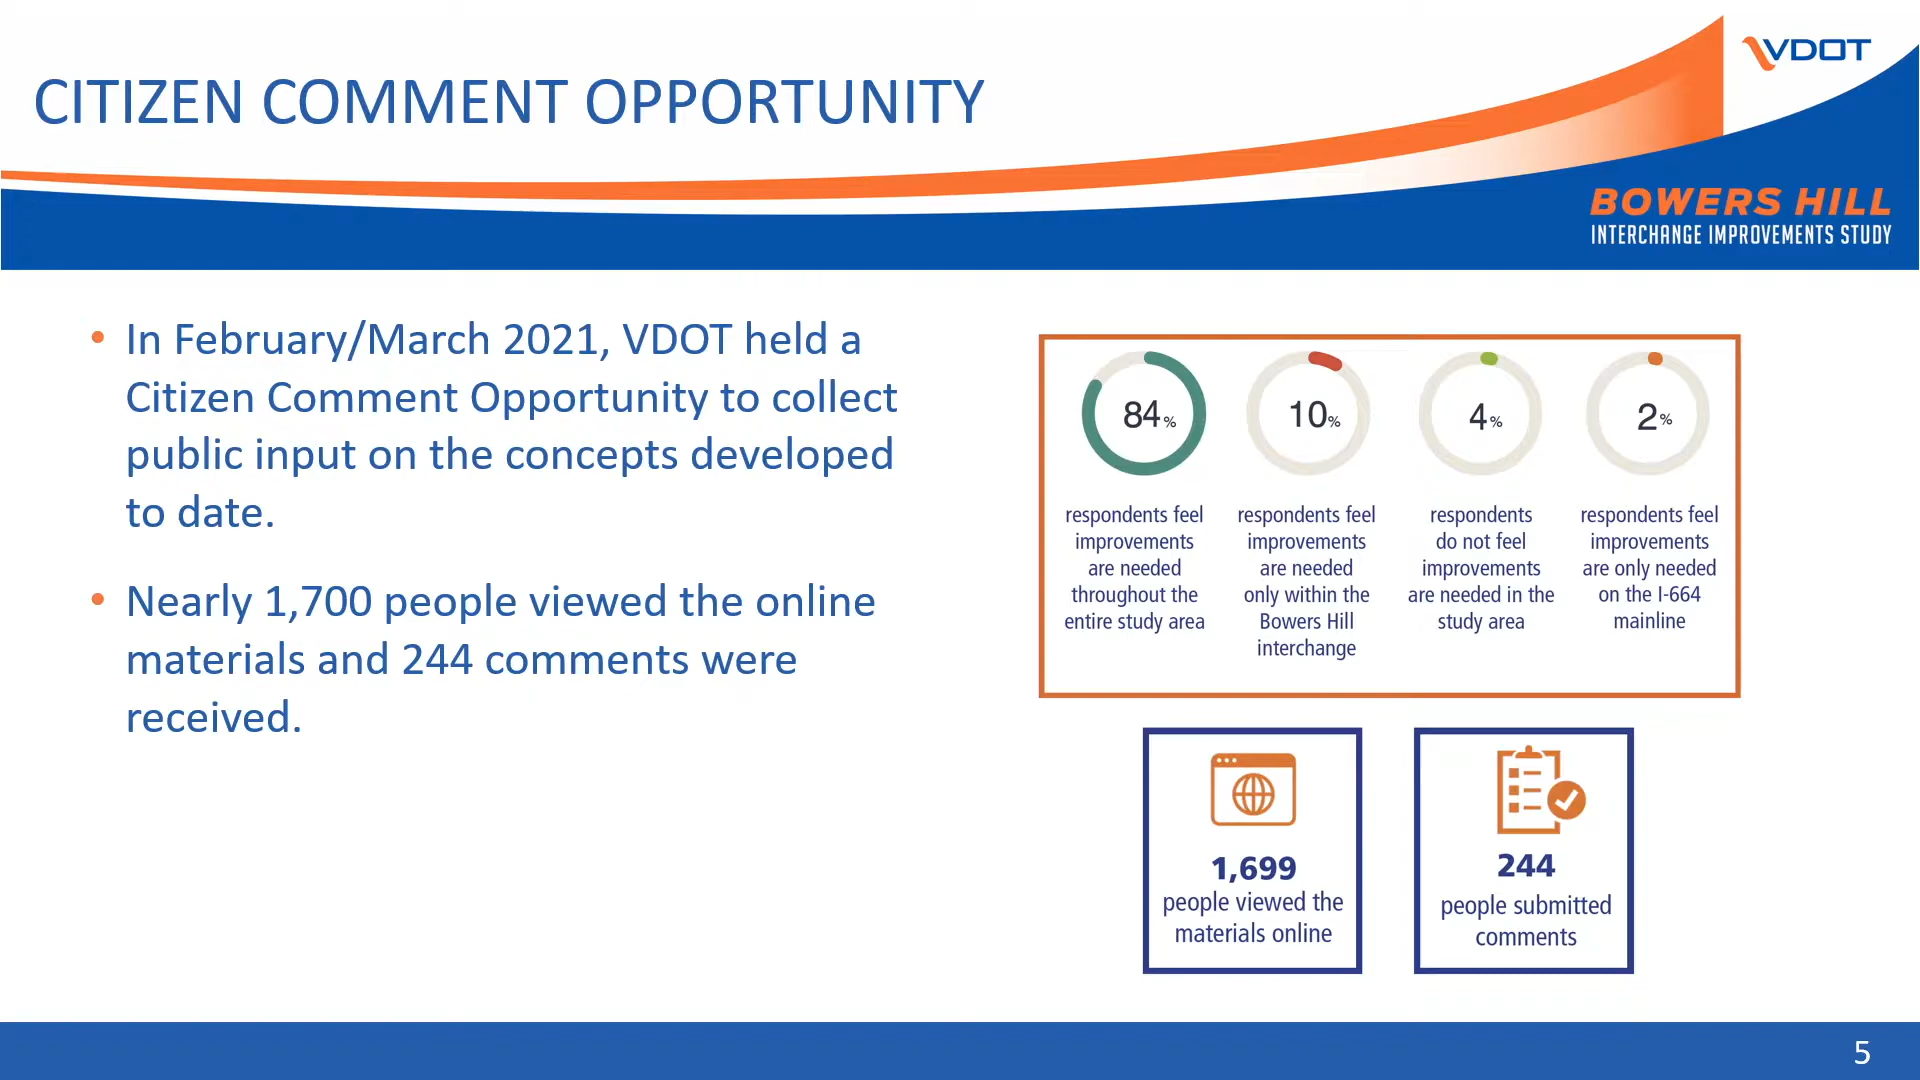 VDOT
CITIZEN COMMENT OPPORTUNITY
BOWERS HILL
INTERCHANGE IMPROVEMENTS STUDY
• In February/March 2021, VDOT held a
Citizen Comment Opportunity to collect
public input on the concepts developed
to date.
• Nearly 1,700 people viewed the online
materials and 244 comments were
received.
84%
respondents feel
improvements
are needed
throughout the
entire study area
10%
respondents feel
improvements
are needed
only within the
Bowers Hill
interchange
4%
respondents
do not feel
improvements
are needed in the
study area
2%
respondents feel
improvements
are only needed
on the I-664
mainline
1,699
people viewed the
materials online
244
people submitted
comments
5